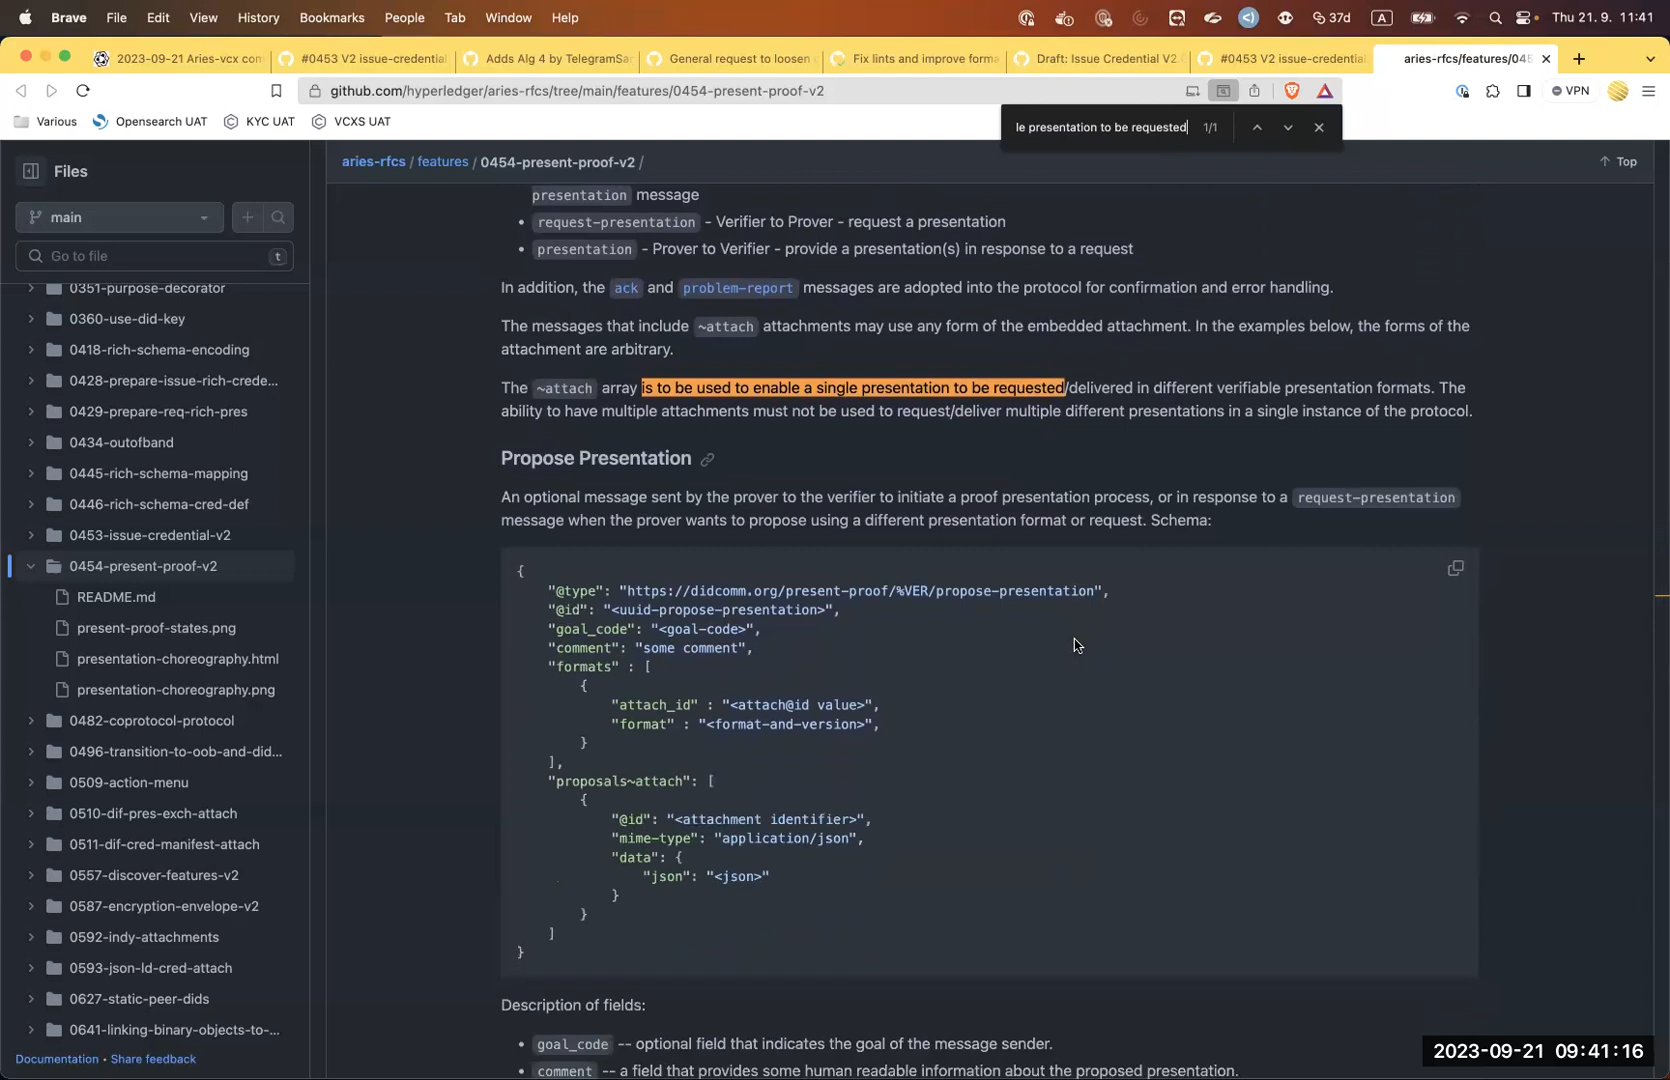 Brave File Edit View History Bookmarks People Tab Window Help 37d A Thu 21. 9. 11:41
2023-09-21 Aries-vcx com #0453 V2 issue-credential Adds Alg 4 by TelegramSa General request to loosen Fix lints and improve forma Draft: Issue Credential V2. #0453 V2 issue-credential aries-rfcs/features/045
github.com/hyperledger/aries-rfcs/tree/main/features/0454-present-proof-v2 VPN
Various Opensearch UAT KYC UAT VCXS UAT
le presentation to be requested 1/1
Files
main
Go to file t
0351-purpose-decorator
0360-use-did-key
0418-rich-schema-encoding
0428-prepare-issue-rich-crede...
0429-prepare-req-rich-pres
0434-outofband
0445-rich-schema-mapping
0446-rich-schema-cred-def
0453-issue-credential-v2
0454-present-proof-v2
README.md
present-proof-states.png
presentation-choreography.html
presentation-choreography.png
0482-coprotocol-protocol
0496-transition-to-oob-and-did...
0509-action-menu
0510-dif-pres-exch-attach
0511-dif-cred-manifest-attach
0557-discover-features-v2
0587-encryption-envelope-v2
0592-indy-attachments
0593-json-ld-cred-attach
0627-static-peer-dids
0641-linking-binary-objects-to-...
Documentation • Share feedback
aries-rfcs / features / 0454-present-proof-v2 / Top
presentation message
• request-presentation - Verifier to Prover - request a presentation
• presentation - Prover to Verifier - provide a presentation(s) in response to a request
In addition, the ack and problem-report messages are adopted into the protocol for confirmation and error handling.
The messages that include ~attach attachments may use any form of the embedded attachment. In the examples below, the forms of the
attachment are arbitrary.
The ~attach array is to be used to enable a single presentation to be requested/delivered in different verifiable presentation formats. The
ability to have multiple attachments must not be used to request/deliver multiple different presentations in a single instance of the protocol.
Propose Presentation
An optional message sent by the prover to the verifier to initiate a proof presentation process, or in response to a request-presentation
message when the prover wants to propose using a different presentation format or request. Schema:
{
"@type": "https://didcomm.org/present-proof/%VER/propose-presentation",
"@id": "<uuid-propose-presentation>",
"goal_code": "<goal-code>",
"comment": "some comment",
"formats" : [
{
"attach_id" : "<attach@id value>",
"format" : "<format-and-version>",
}
],
"proposals~attach": [
{
"@id": "<attachment identifier>",
"mime-type": "application/json",
"data": {
"json": "<json>"
}
}
]
}
Description of fields:
• goal_code -- optional field that indicates the goal of the message sender.
• comment -- a field that provides some human readable information about the proposed presentation.
2023-09-21 09:41:16